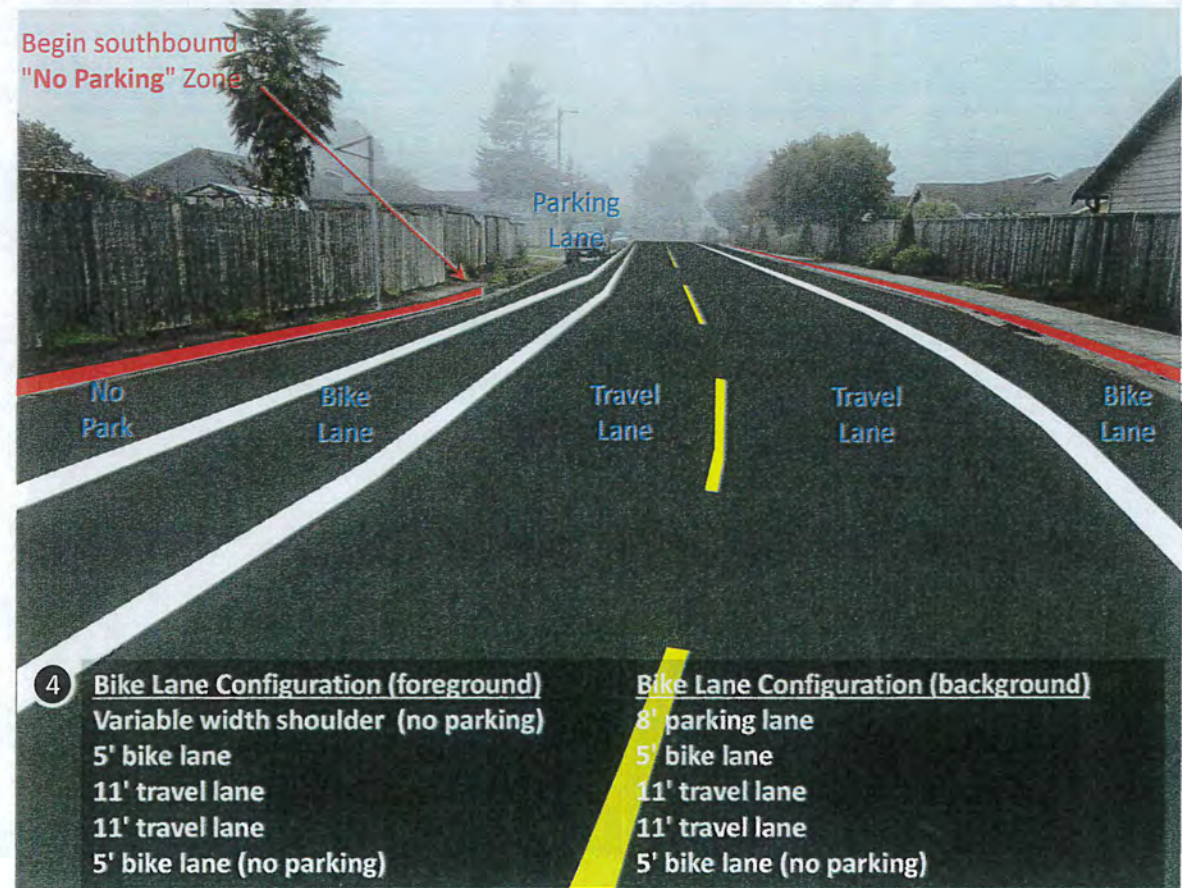 Begin southbound
"No Parking" Zone
Parking
Lane
No
Park
Bike
Lane
Travel
Lane
Travel
Lane
Bike
Lane
4
Bike Lane Configuration (foreground)
Variable width shoulder (no parking)
5' bike lane
11' travel lane
11' travel lane
5' bike lane (no parking)
Bike Lane Configuration (background)
8' parking lane
5' bike lane
11' travel lane
11' travel lane
5' bike lane (no parking)